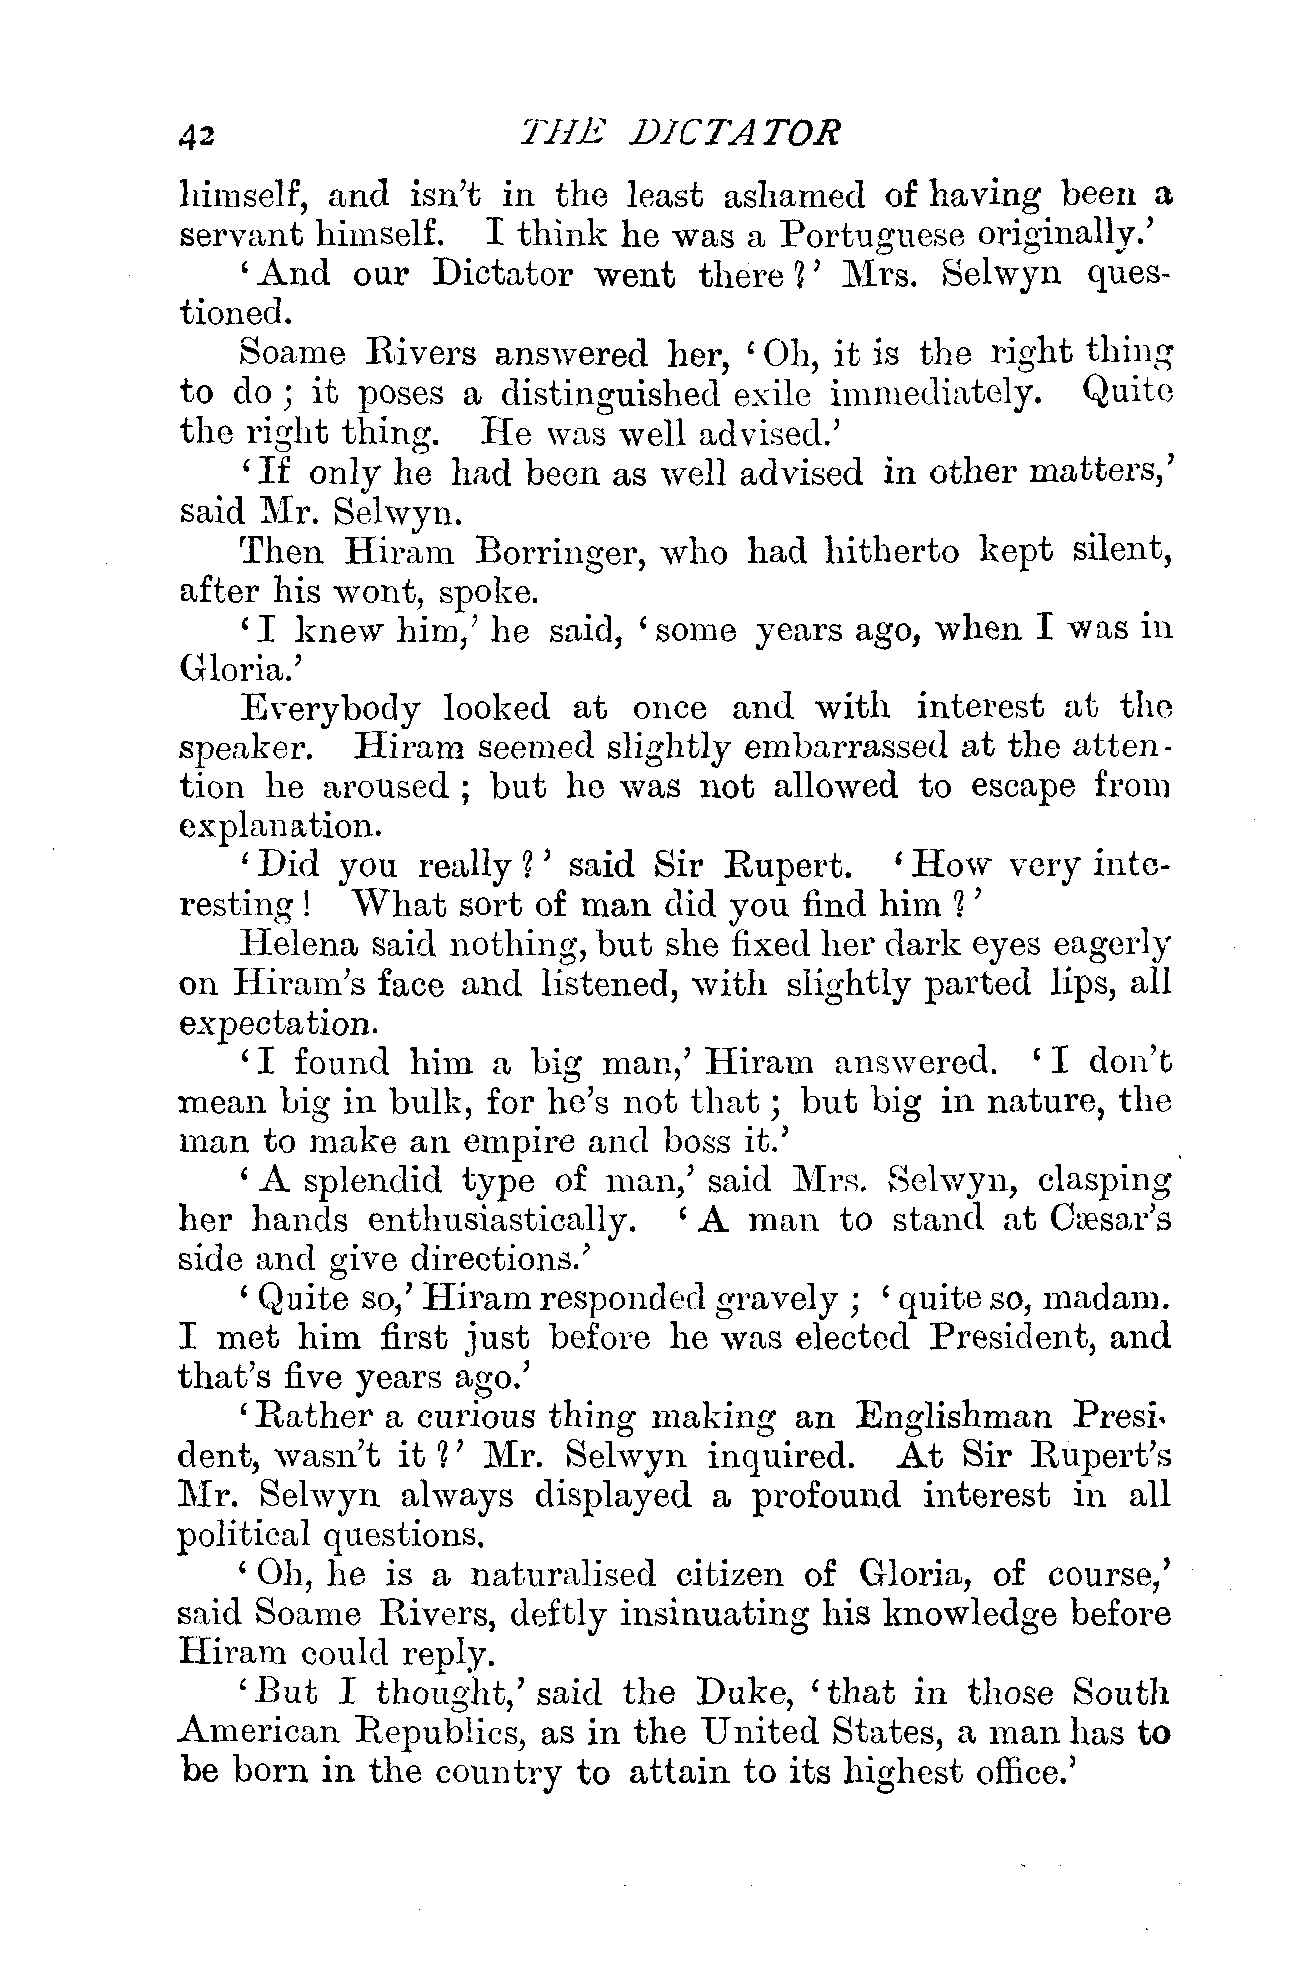 42 THE DICTATOR
himself, and isn't in the least ashamed of having been a
servant himself. I think he was a Portuguese originally.'
'And our Dictator went there?' Mrs. Selwyn ques-
tioned.
Soame Rivers answered her, 'Oh, it is the right thing
to do; it poses a distinguished exile immediately. Quite
the right thing. He was well advised.'
'If only he had been as well advised in other matters,'
said Mr. Selwyn.
Then Hiram Borringer, who had hitherto kept silent,
after his wont, spoke.
'I knew him,' he said, 'some years ago, when I was in
Gloria.'
Everybody looked at once and with interest at the
speaker. Hiram seemed slightly embarrassed at the atten-
tion he aroused; but he was not allowed to escape from
explanation.
'Did you really?' said Sir Rupert. 'How very inte-
resting! What sort of man did you find him?'
Helena said nothing, but she fixed her dark eyes eagerly
on Hiram's face and listened, with slightly parted lips, all
expectation.
'I found him a big man,' Hiram answered. 'I don't
mean big in bulk, for he's not that; but big in nature, the
man to make an empire and boss it.'
'A splendid type of man,' said Mrs. Selwyn, clasping
her hands enthusiastically. 'A man to stand at Cæsar's
side and give directions.'
'Quite so,' Hiram responded gravely; 'quite so, madam.
I met him first just before he was elected President, and
that's five years ago.'
'Rather a curious thing making an Englishman Presi-
dent, wasn't it?' Mr. Selwyn inquired. At Sir Rupert's
Mr. Selwyn always displayed a profound interest in all
political questions.
'Oh, he is a naturalised citizen of Gloria, of course,'
said Soame Rivers, deftly insinuating his knowledge before
Hiram could reply.
'But I thought,' said the Duke, 'that in those South
American Republics, as in the United States, a man has to
be born in the country to attain to its highest office.'